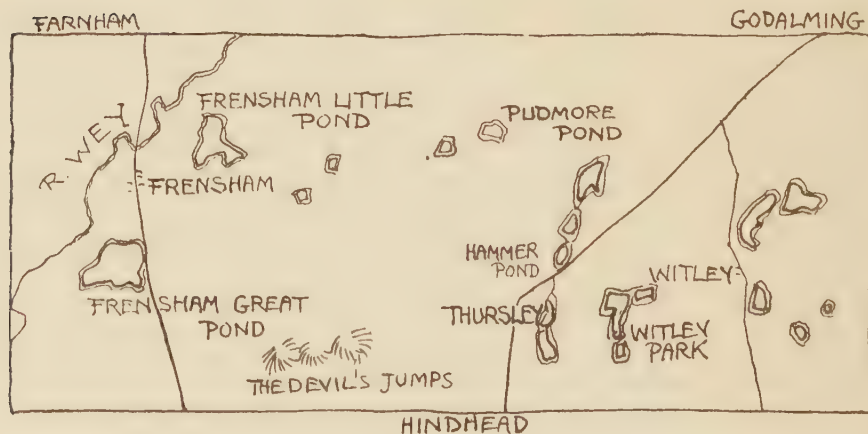 FARNHAM
GODALMING
R. WEY
FRENSHAM LITTLE
POND
PUDMORE
POND
FRENSHAM
HAMMER
POND
WITLEY
FRENSHAM GREAT
POND
THURSLEY
WITLEY
PARK
THE DEVIL'S JUMPS
HINDHEAD